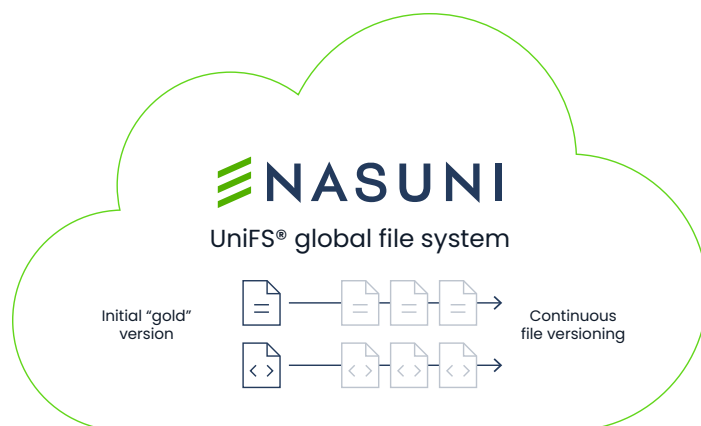 NASUNI
UniFS® global file system
Initial “gold”
version
Continuous
file versioning